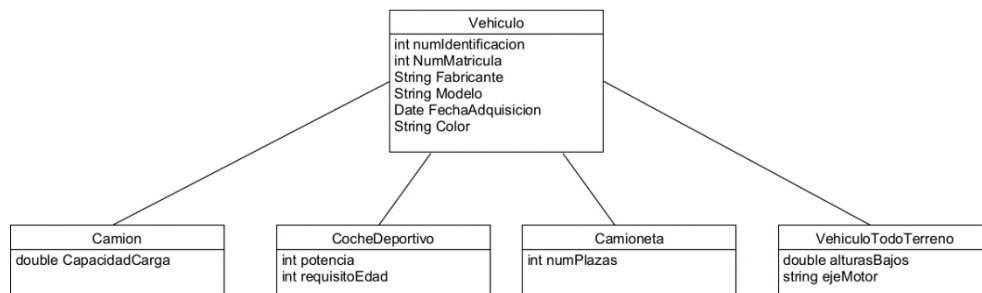 Vehiculo
int numIdentificacion
int NumMatricula
String Fabricante
String Modelo
Date FechaAdquisicion
String Color
Camion
double CapacidadCarga
CocheDeportivo
int potencia
int requisitoEdad
Camioneta
int numPlazas
VehiculoTodoTerreno
double alturasBajos
string ejeMotor